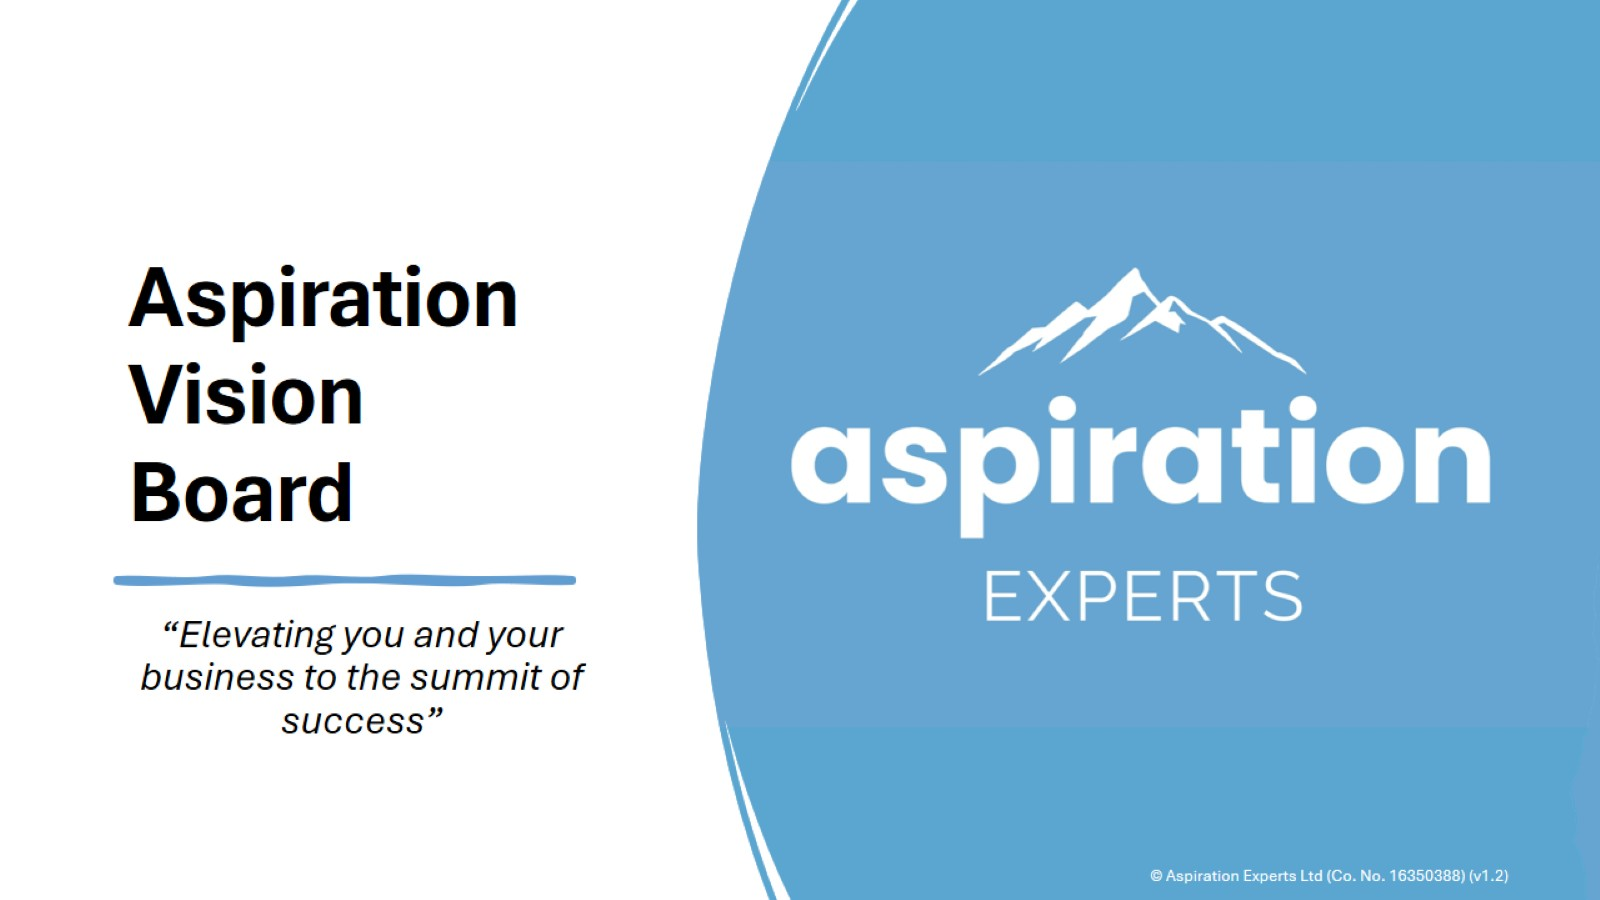 Aspiration
Vision
Board
“Elevating you and your
business to the summit of
success”
aspiration
EXPERTS
© Aspiration Experts Ltd (Co. No. 16350388) (v1.2)